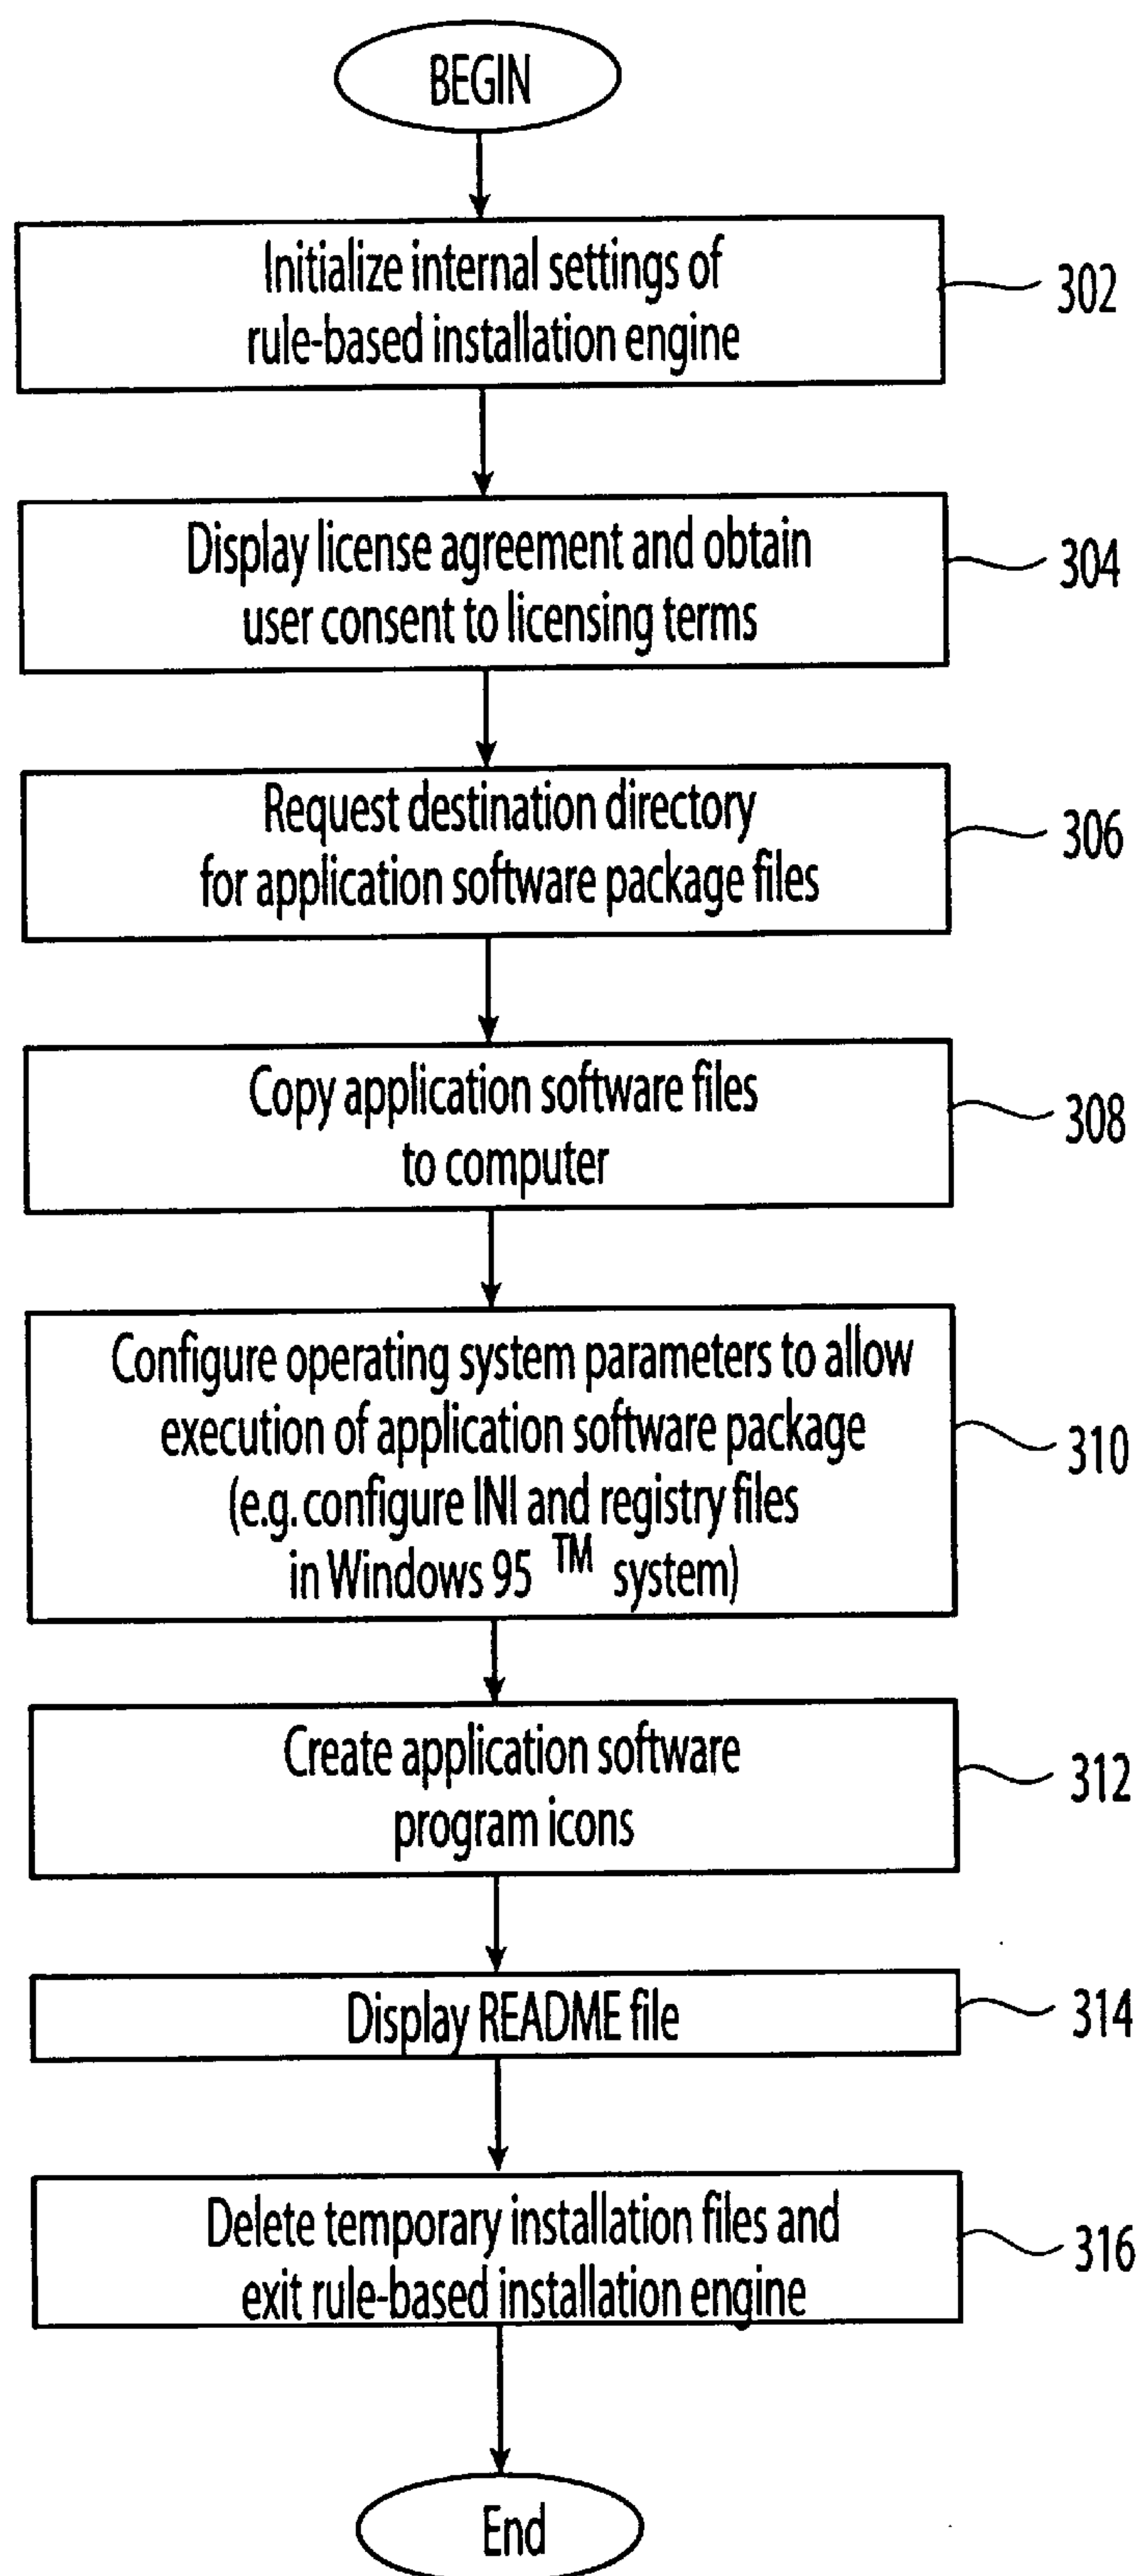 BEGIN
Initialize internal settings of
rule-based installation engine
302
Display license agreement and obtain
user consent to licensing terms
304
Request destination directory
for application software package files
306
Copy application software files
to computer
308
Configure operating system parameters to allow
execution of application software package
(e.g. configure INI and registry files
in Windows 95 ™ system)
310
Create application software
program icons
312
Display README file
314
Delete temporary installation files and
exit rule-based installation engine
316
End